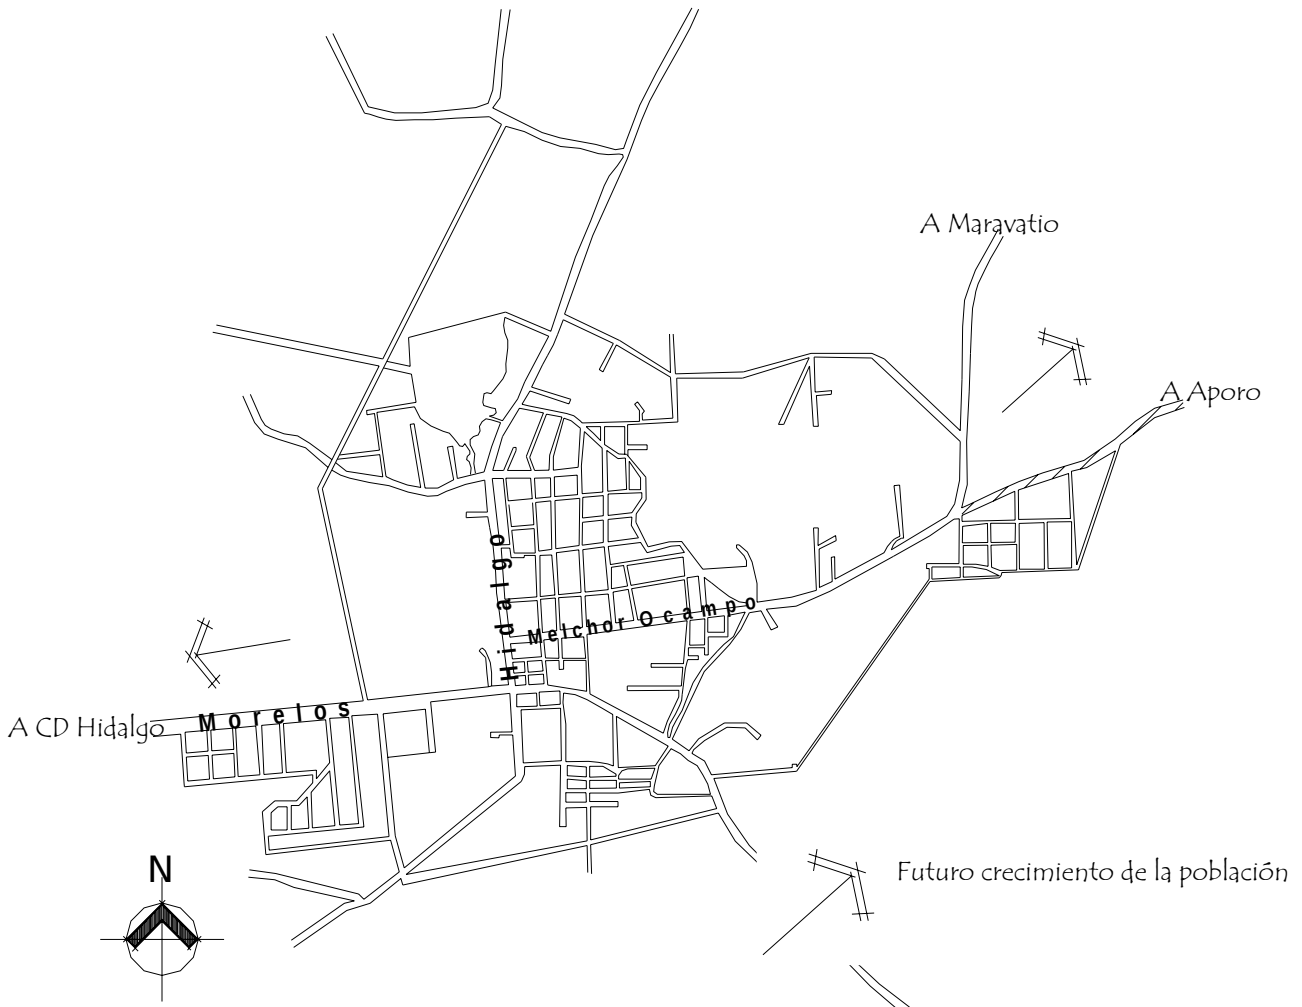 A Maravatio
A Aporo
Hidalgo
Melchor Ocampo
Morelos
A CD Hidalgo
N
Futuro crecimiento de la población